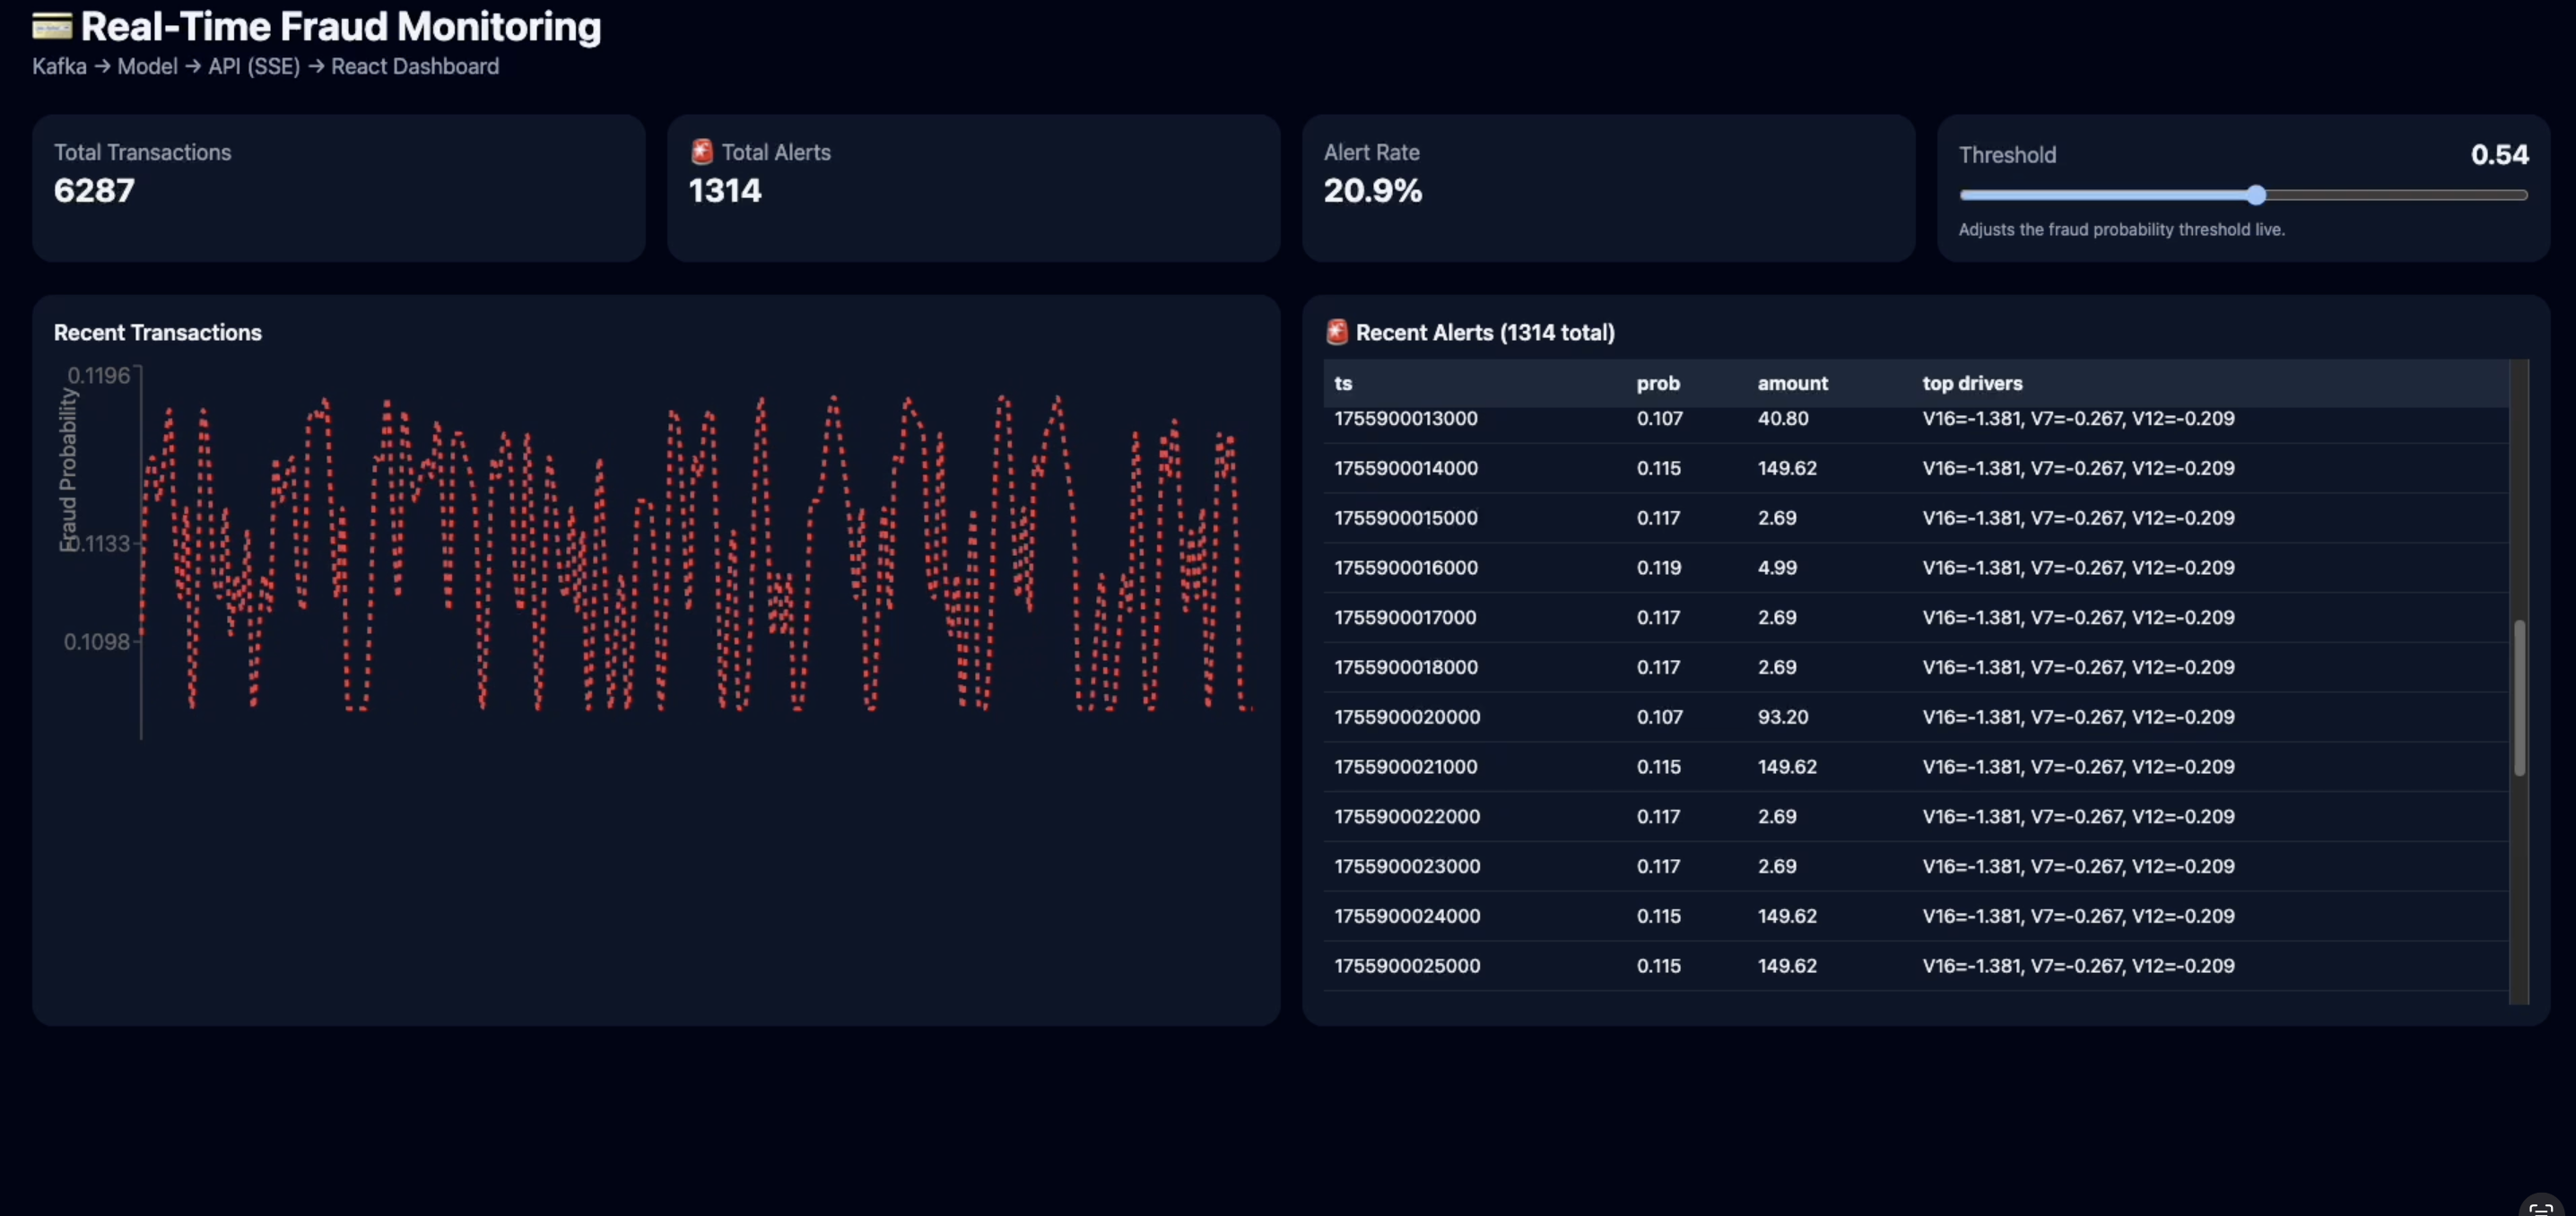 💳 Real-Time Fraud Monitoring
Kafka → Model → API (SSE) → React Dashboard
Total Transactions
6287
🚨 Total Alerts
1314
Alert Rate
20.9%
Threshold 0.54
Adjusts the fraud probability threshold live.
Recent Transactions
Fraud Probability
0.1196
0.1133
0.1098
🚨 Recent Alerts (1314 total)
ts prob amount top drivers
1755900013000 0.107 40.80 V16=-1.381, V7=-0.267, V12=-0.209
1755900014000 0.115 149.62 V16=-1.381, V7=-0.267, V12=-0.209
1755900015000 0.117 2.69 V16=-1.381, V7=-0.267, V12=-0.209
1755900016000 0.119 4.99 V16=-1.381, V7=-0.267, V12=-0.209
1755900017000 0.117 2.69 V16=-1.381, V7=-0.267, V12=-0.209
1755900018000 0.117 2.69 V16=-1.381, V7=-0.267, V12=-0.209
1755900020000 0.107 93.20 V16=-1.381, V7=-0.267, V12=-0.209
1755900021000 0.115 149.62 V16=-1.381, V7=-0.267, V12=-0.209
1755900022000 0.117 2.69 V16=-1.381, V7=-0.267, V12=-0.209
1755900023000 0.117 2.69 V16=-1.381, V7=-0.267, V12=-0.209
1755900024000 0.115 149.62 V16=-1.381, V7=-0.267, V12=-0.209
1755900025000 0.115 149.62 V16=-1.381, V7=-0.267, V12=-0.209